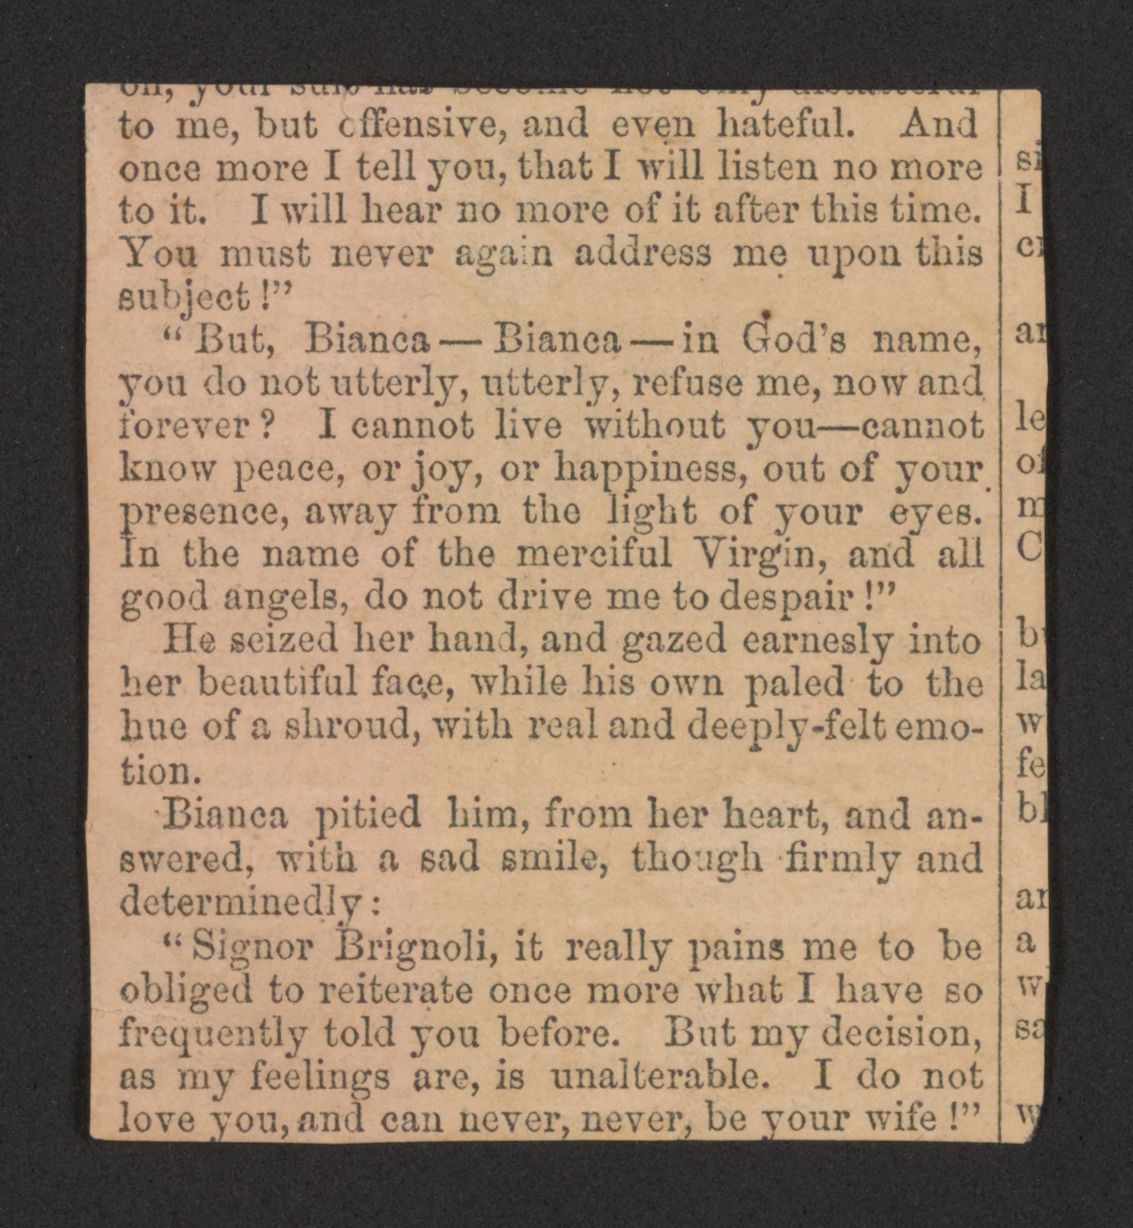 to me, but offensive, and even hateful. And
once more I tell you, that I will listen no more
to it. I will hear no more of it after this time.
You must never again address me upon this
subject!"
"But, Bianca—Bianca—in God's name,
you do not utterly, utterly, refuse me, now and
forever? I cannot live without you—cannot
know peace, or joy, or happiness, out of your
presence, away from the light of your eyes.
In the name of the merciful Virgin, and all
good angels, do not drive me to despair!"
He seized her hand, and gazed earnesly into
her beautiful face, while his own paled to the
hue of a shroud, with real and deeply-felt emo-
tion.
Bianca pitied him, from her heart, and an-
swered, with a sad smile, though firmly and
determinedly:
"Signor Brignoli, it really pains me to be
obliged to reiterate once more what I have so
frequently told you before. But my decision,
as my feelings are, is unalterable. I do not
love you, and can never, never, be your wife!"